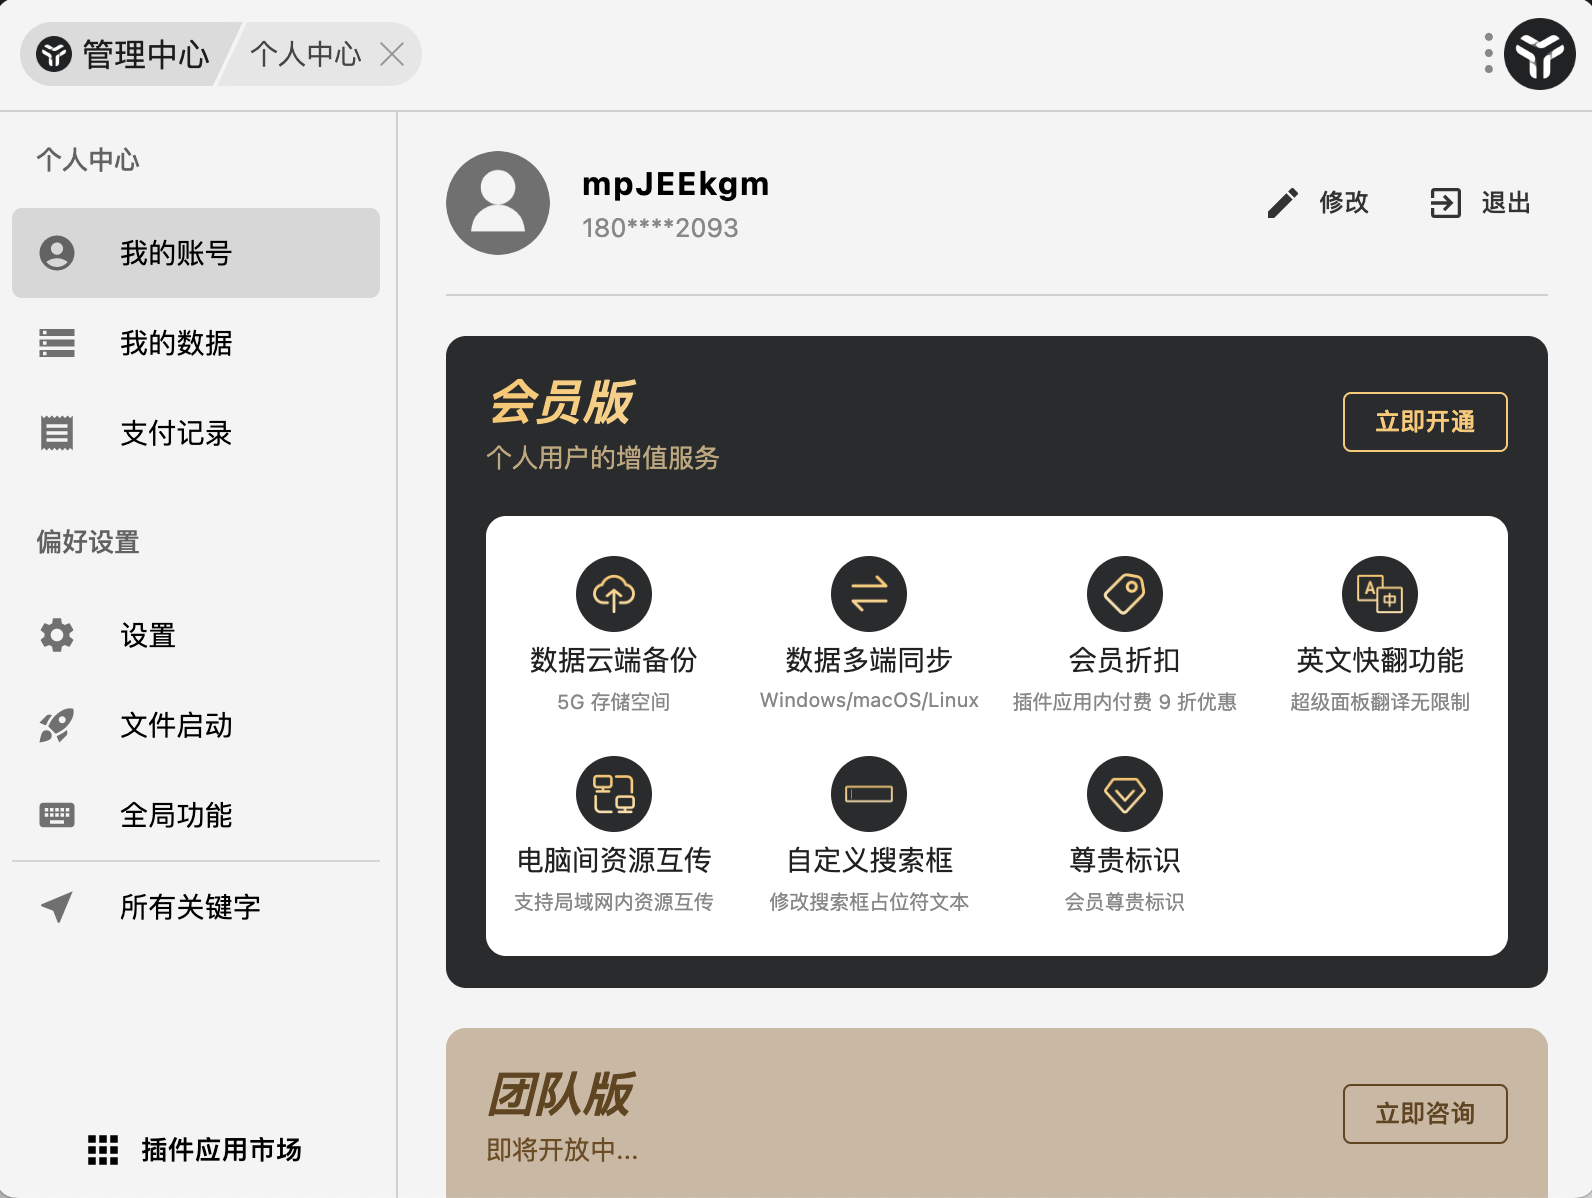 管理中心
个人中心
个人中心
我的账号
我的数据
支付记录
偏好设置
设置
文件启动
全局功能
所有关键字
插件应用市场
mpJEEkgm
180****2093
修改
退出
会员版
个人用户的增值服务
立即开通
数据云端备份
5G 存储空间
数据多端同步
Windows/macOS/Linux
会员折扣
插件应用内付费 9 折优惠
A
中
英文快翻功能
超级面板翻译无限制
电脑间资源互传
支持局域网内资源互传
自定义搜索框
修改搜索框占位符文本
尊贵标识
会员尊贵标识
团队版
即将开放中...
立即咨询